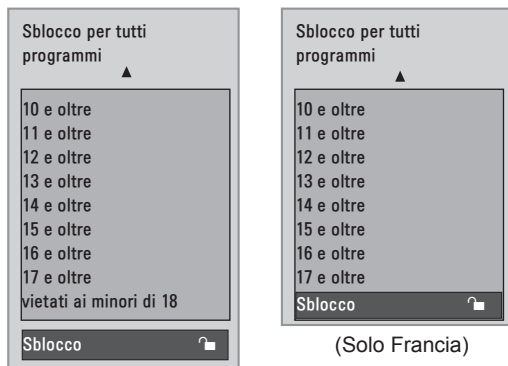 Sblocco per tutti
programmi
10 e oltre
11 e oltre
12 e oltre
13 e oltre
14 e oltre
15 e oltre
16 e oltre
17 e oltre
vietati ai minori di 18
Sblocco
Sblocco per tutti
programmi
10 e oltre
11 e oltre
12 e oltre
13 e oltre
14 e oltre
15 e oltre
16 e oltre
17 e oltre
Sblocco
(Solo Francia)